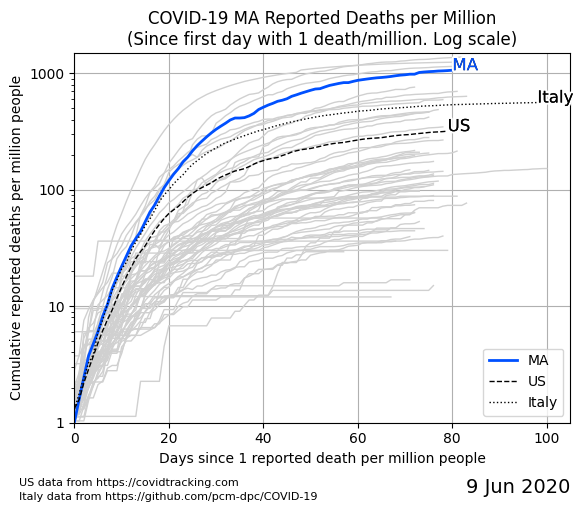 COVID-19 MA Reported Deaths per Million
(Since first day with 1 death/million. Log scale)
Cumulative reported deaths per million people
1000
100
10
1
MA
Italy
US
MA
US
Italy
0 20 40 60 80 100
Days since 1 reported death per million people
US data from https://covidtracking.com
Italy data from https://github.com/pcm-dpc/COVID-19
9 Jun 2020